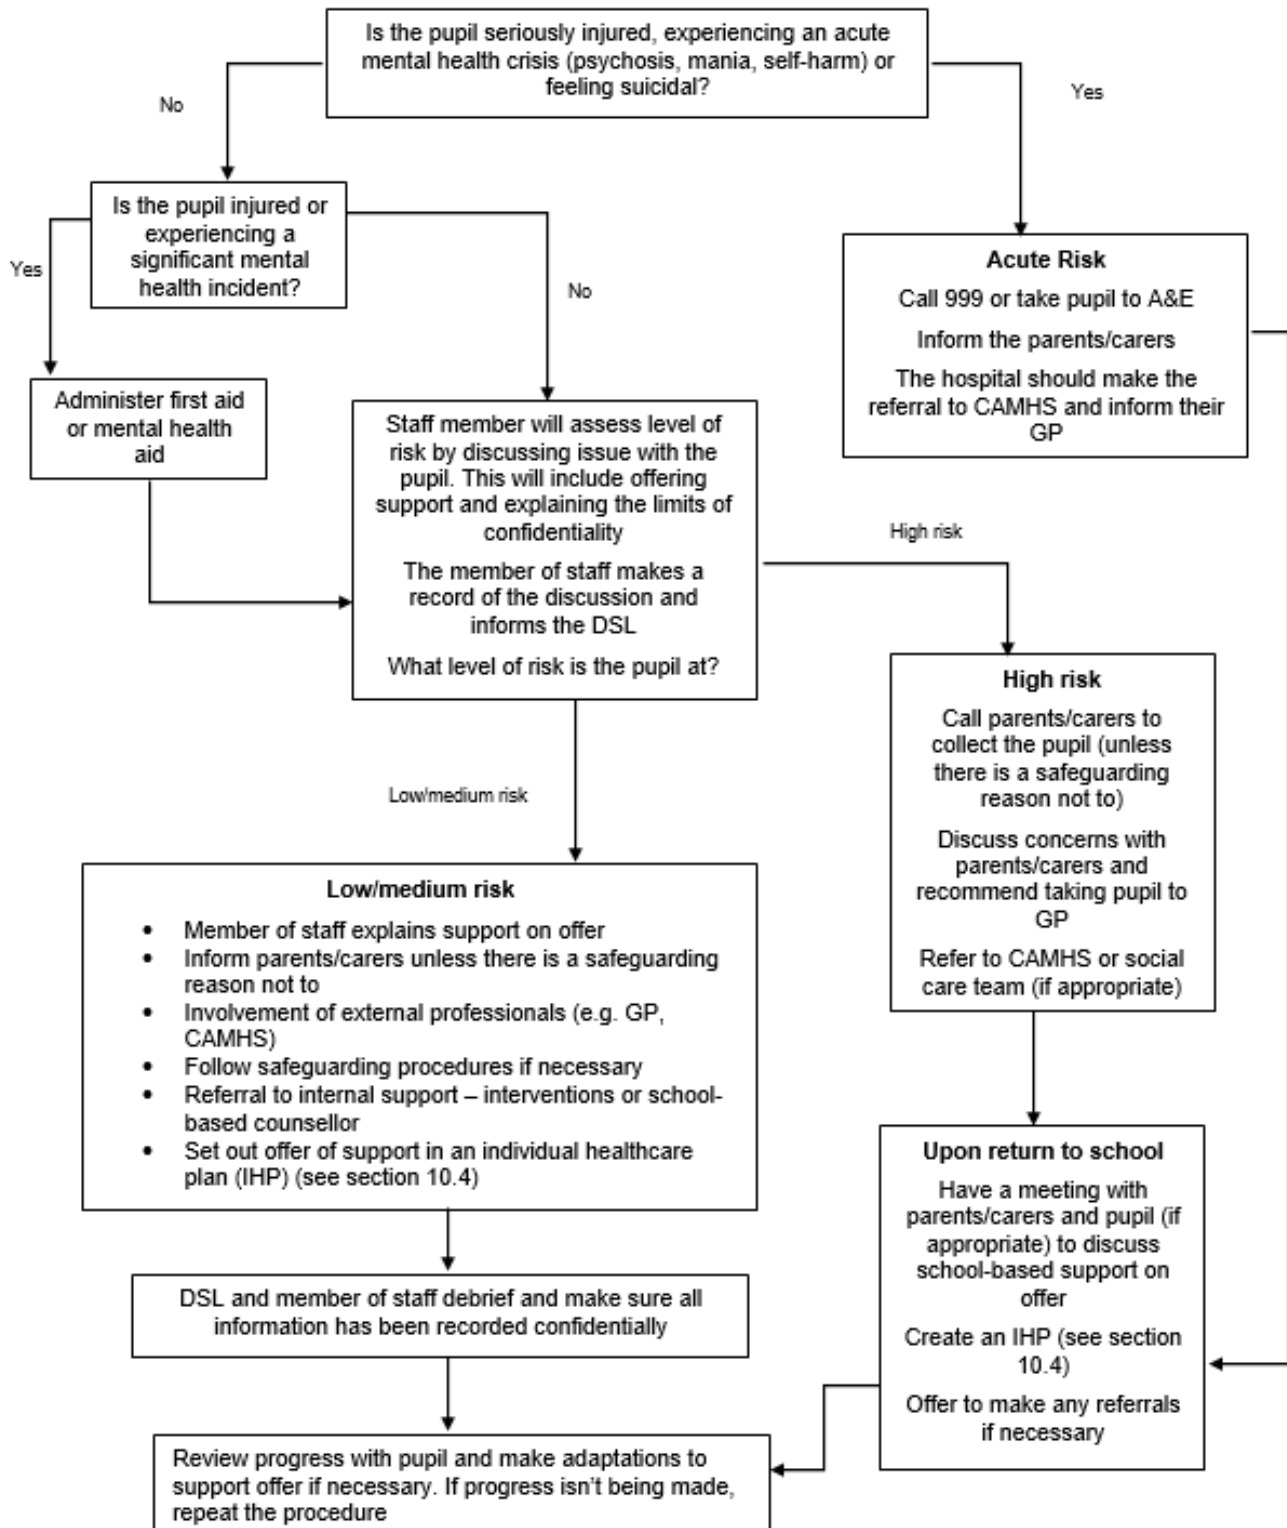 Is the pupil seriously injured, experiencing an acute
mental health crisis (psychosis, mania, self-harm) or
feeling suicidal?
No
Yes
Is the pupil injured or
experiencing a
significant mental
health incident?
Yes
No
Acute Risk
Call 999 or take pupil to A&E
Inform the parents/carers
The hospital should make the
referral to CAMHS and inform their
GP
Administer first aid
or mental health
aid
Staff member will assess level of
risk by discussing issue with the
pupil. This will include offering
support and explaining the limits of
confidentiality
The member of staff makes a
record of the discussion and
informs the DSL
What level of risk is the pupil at?
High risk
High risk
Call parents/carers to
collect the pupil (unless
there is a safeguarding
reason not to)
Discuss concerns with
parents/carers and
recommend taking pupil to
GP
Refer to CAMHS or social
care team (if appropriate)
Low/medium risk
Low/medium risk
• Member of staff explains support on offer
• Inform parents/carers unless there is a safeguarding
reason not to
• Involvement of external professionals (e.g. GP,
CAMHS)
• Follow safeguarding procedures if necessary
• Referral to internal support – interventions or school-
based counsellor
• Set out offer of support in an individual healthcare
plan (IHP) (see section 10.4)
Upon return to school
Have a meeting with
parents/carers and pupil (if
appropriate) to discuss
school-based support on
offer
Create an IHP (see section
10.4)
Offer to make any referrals
if necessary
DSL and member of staff debrief and make sure all
information has been recorded confidentially
Review progress with pupil and make adaptations to
support offer if necessary. If progress isn't being made,
repeat the procedure